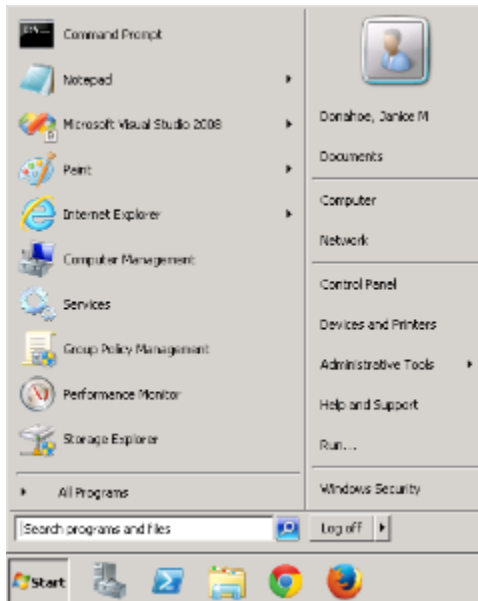 Command Prompt
Notepad
Microsoft Visual Studio 2008
Paint
Internet Explorer
Computer Management
Services
Group Policy Management
Performance Monitor
Storage Explorer
All Programs
Search programs and files
Donahoe, Janice M
Documents
Computer
Network
Control Panel
Devices and Printers
Administrative Tools
Help and Support
Run...
Windows Security
Log off
Start